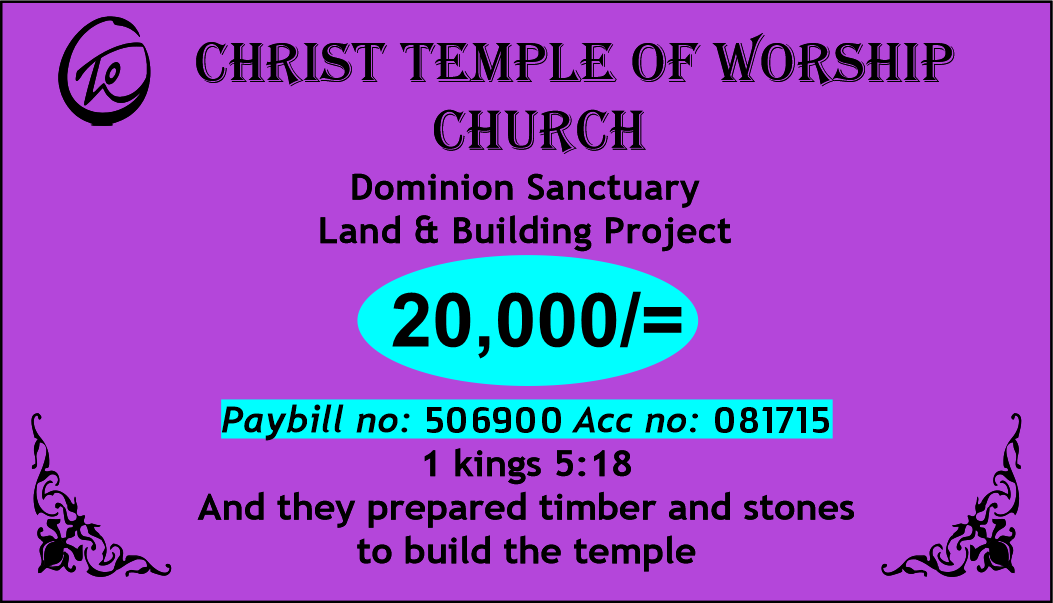 CTO
CHRIST TEMPLE OF WORSHIP
CHURCH
Dominion Sanctuary
Land & Building Project
20,000/=
Paybill no: 506900 Acc no: 081715
1 kings 5:18
And they prepared timber and stones
to build the temple